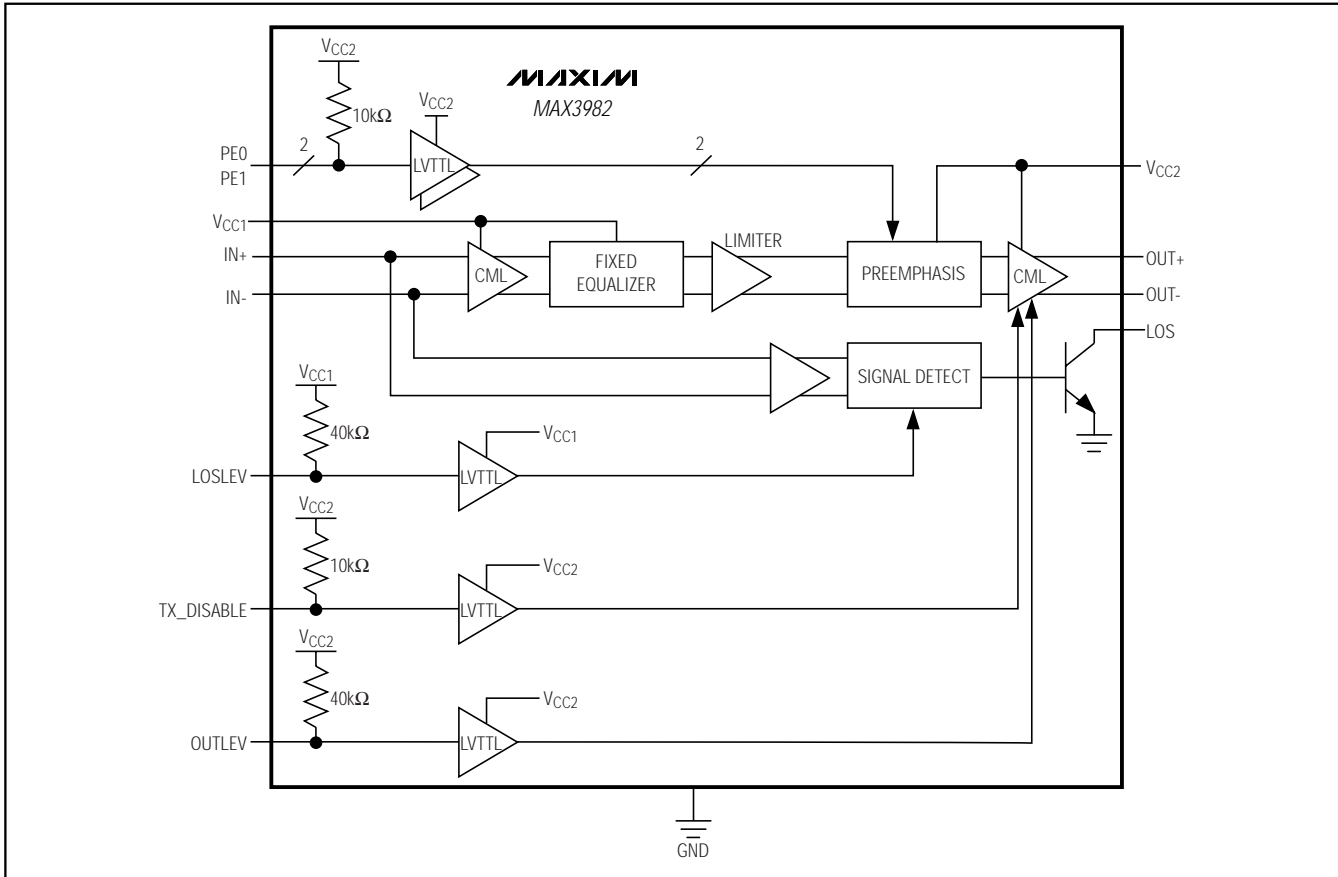 VCC2
MAXIM
MAX3982
10kΩ
VCC2
2
2
PE0
PE1
LVTTL
VCC2
VCC1
IN+
IN-
CML
FIXED
EQUALIZER
LIMITER
PREEMPHASIS
CML
OUT+
OUT-
LOS
SIGNAL DETECT
VCC1
40kΩ
VCC1
LOSLEV
LVTTL
VCC2
10kΩ
VCC2
TX_DISABLE
LVTTL
VCC2
40kΩ
VCC2
OUTLEV
LVTTL
GND